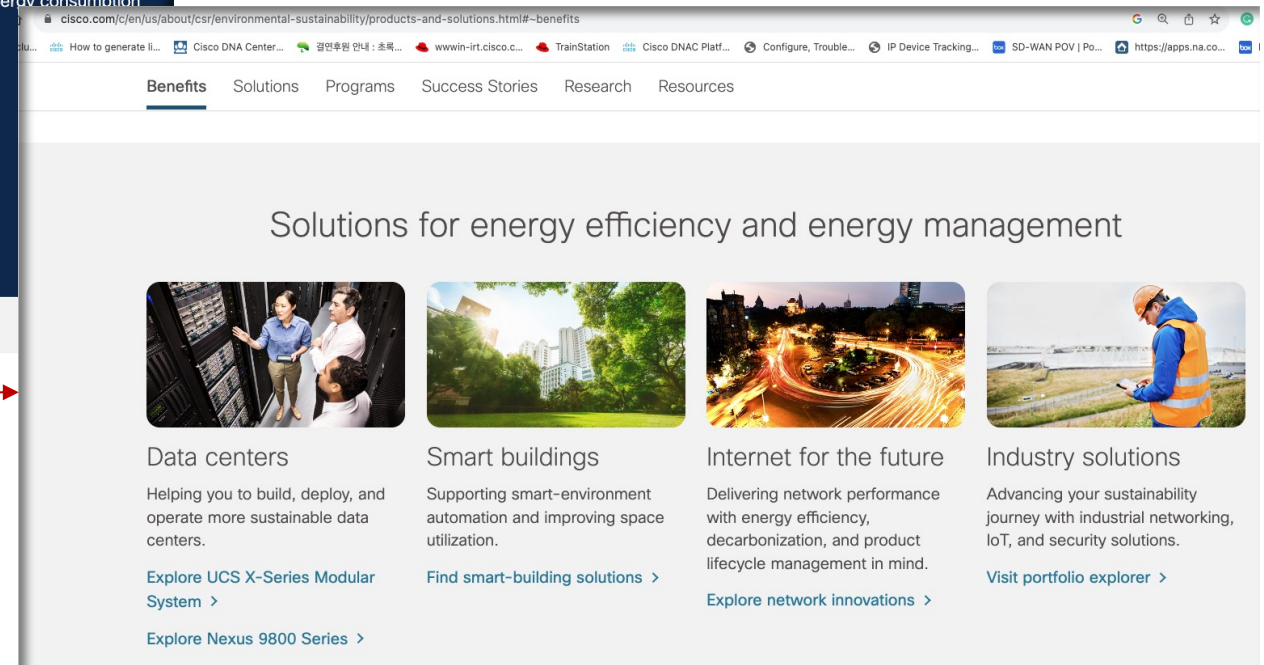 ergy consumption
cisco.com/c/en/us/about/csr/environmental-sustainability/products-and-solutions.html#~benefits
clu... How to generate li... Cisco DNA Center... 결연후원 안내 : 초록... wwwin-irt.cisco.c... TrainStation Cisco DNAC Platf... Configure, Trouble... IP Device Tracking... SD-WAN POV | Po... https://apps.na.co...
Benefits Solutions Programs Success Stories Research Resources
Solutions for energy efficiency and energy management
Data centers
Helping you to build, deploy, and
operate more sustainable data
centers.
Explore UCS X-Series Modular
System >
Explore Nexus 9800 Series >
Smart buildings
Supporting smart-environment
automation and improving space
utilization.
Find smart-building solutions >
Internet for the future
Delivering network performance
with energy efficiency,
decarbonization, and product
lifecycle management in mind.
Explore network innovations >
Industry solutions
Advancing your sustainability
journey with industrial networking,
IoT, and security solutions.
Visit portfolio explorer >